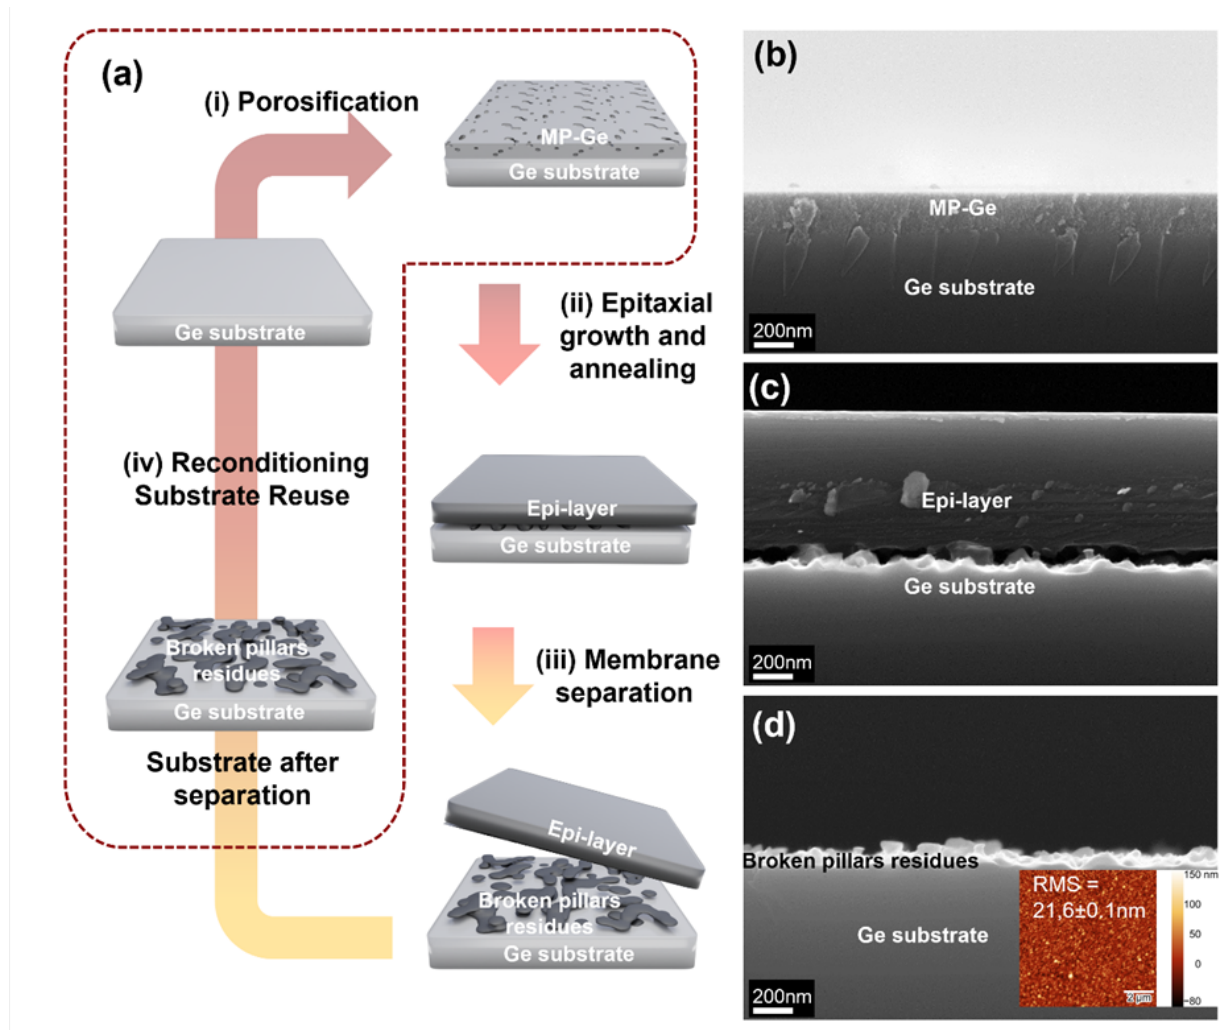 (a)
(i) Porosification
MP-Ge
Ge substrate
Ge substrate
(ii) Epitaxial
growth and
annealing
(iv) Reconditioning
Substrate Reuse
Epi-layer
Ge substrate
Broken pillars
residues
Ge substrate
(iii) Membrane
separation
Substrate after
separation
Epi-layer
Broken pillars
residues
Ge substrate
(b)
MP-Ge
Ge substrate
200nm
(c)
Epi-layer
Ge substrate
200nm
(d)
Broken pillars residues
RMS =
21,6±0,1nm
150 nm
100
50
0
-80
2 µm
Ge substrate
200nm